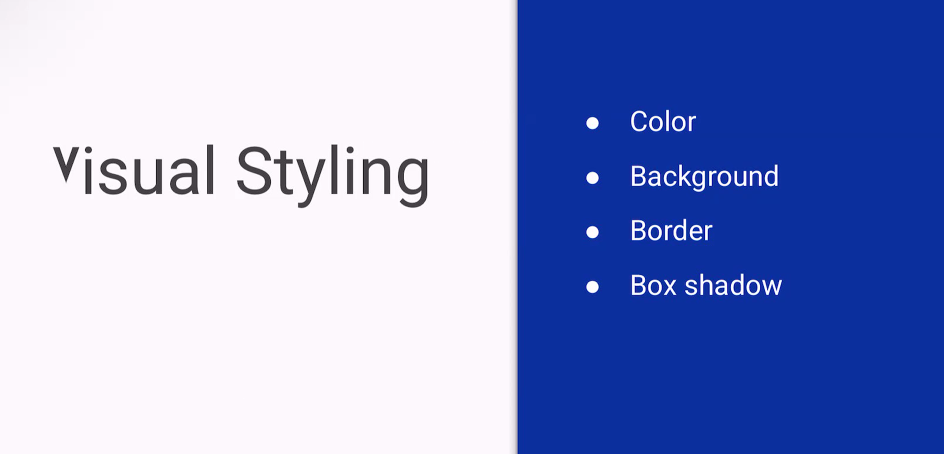 Visual Styling
● Color
● Background
● Border
● Box shadow